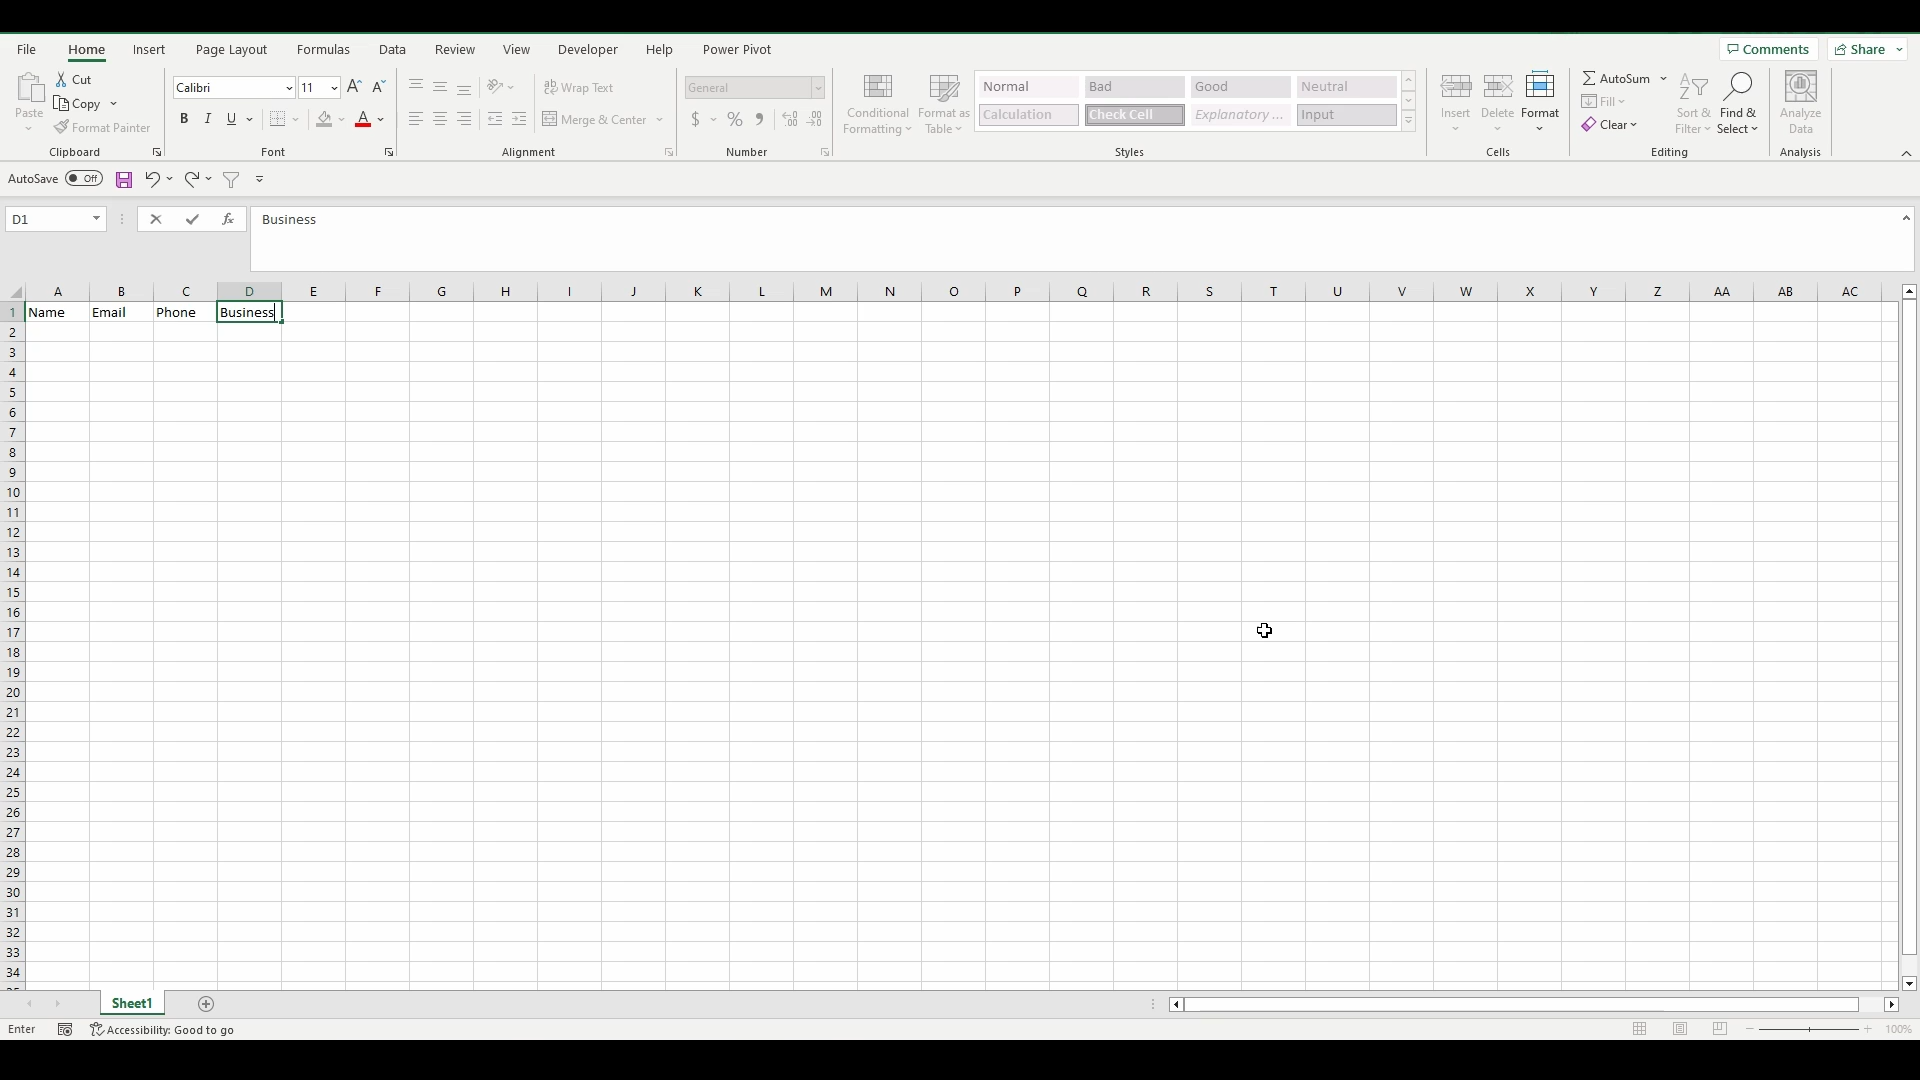 File Home Insert Page Layout Formulas Data Review View Developer Help Power Pivot Comments Share
Paste
Cut
Copy
Format Painter
Clipboard
Calibri 11 A A
B I U A
Font
ab Wrap Text
Merge & Center
Alignment
General
$ % 9
Number
Conditional Formatting
Format as Table
Normal Bad Good Neutral
Calculation Check Cell Explanatory ... Input
Styles
Insert Delete Format
Cells
AutoSum
Fill
Clear
Sort & Filter
Find & Select
Editing
Analyze Data
Analysis
AutoSave Off
D1 fx Business
A B C D E F G H I J K L M N O P Q R S T U V W X Y Z AA AB AC
1 Name Email Phone Business
2
3
4
5
6
7
8
9
10
11
12
13
14
15
16
17
18
19
20
21
22
23
24
25
26
27
28
29
30
31
32
33
34
Sheet1
Enter Accessibility: Good to go 100%